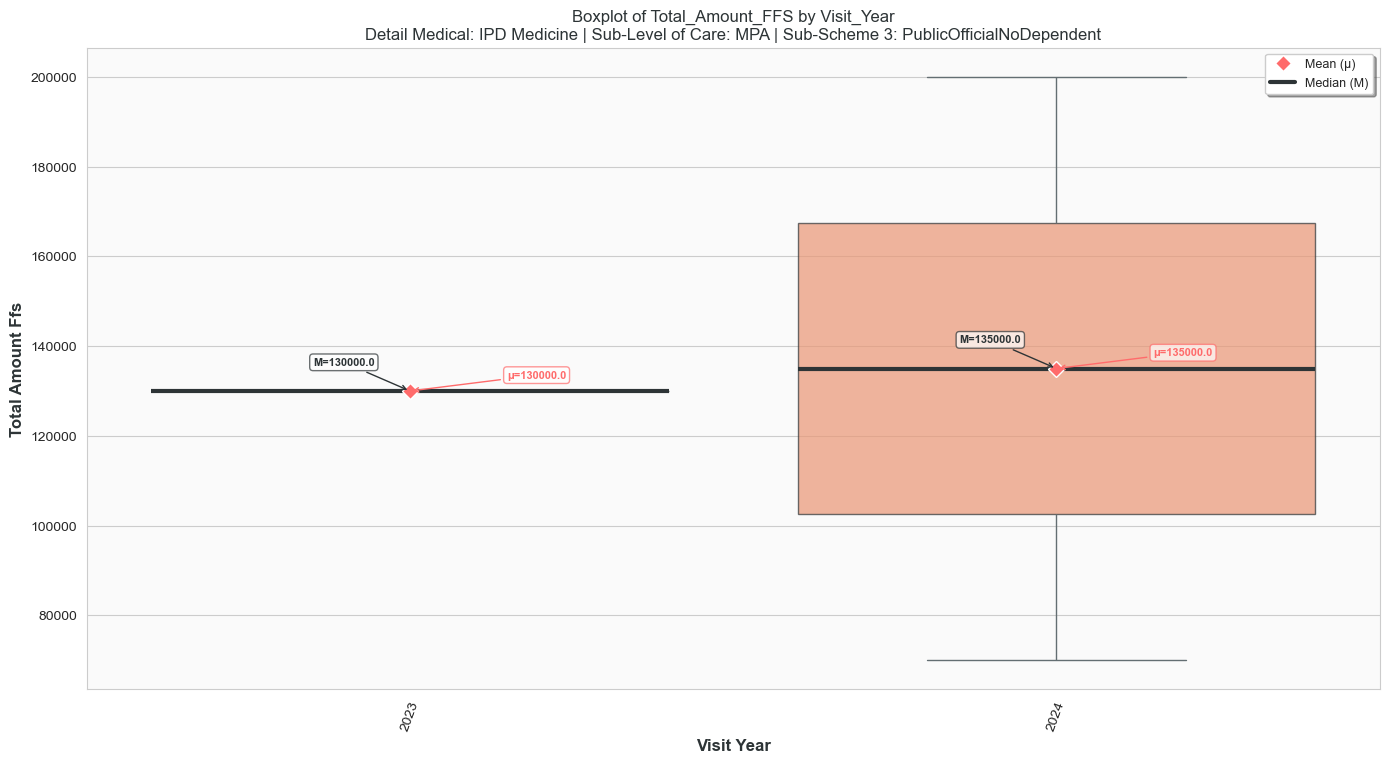 Boxplot of Total_Amount_FFS by Visit_Year
Detail Medical: IPD Medicine | Sub-Level of Care: MPA | Sub-Scheme 3: PublicOfficialNoDependent
Mean (μ)
Median (M)
200000
180000
160000
140000
120000
100000
80000
Total Amount Ffs
M=130000.0
μ=130000.0
M=135000.0
μ=135000.0
2023
2024
Visit Year